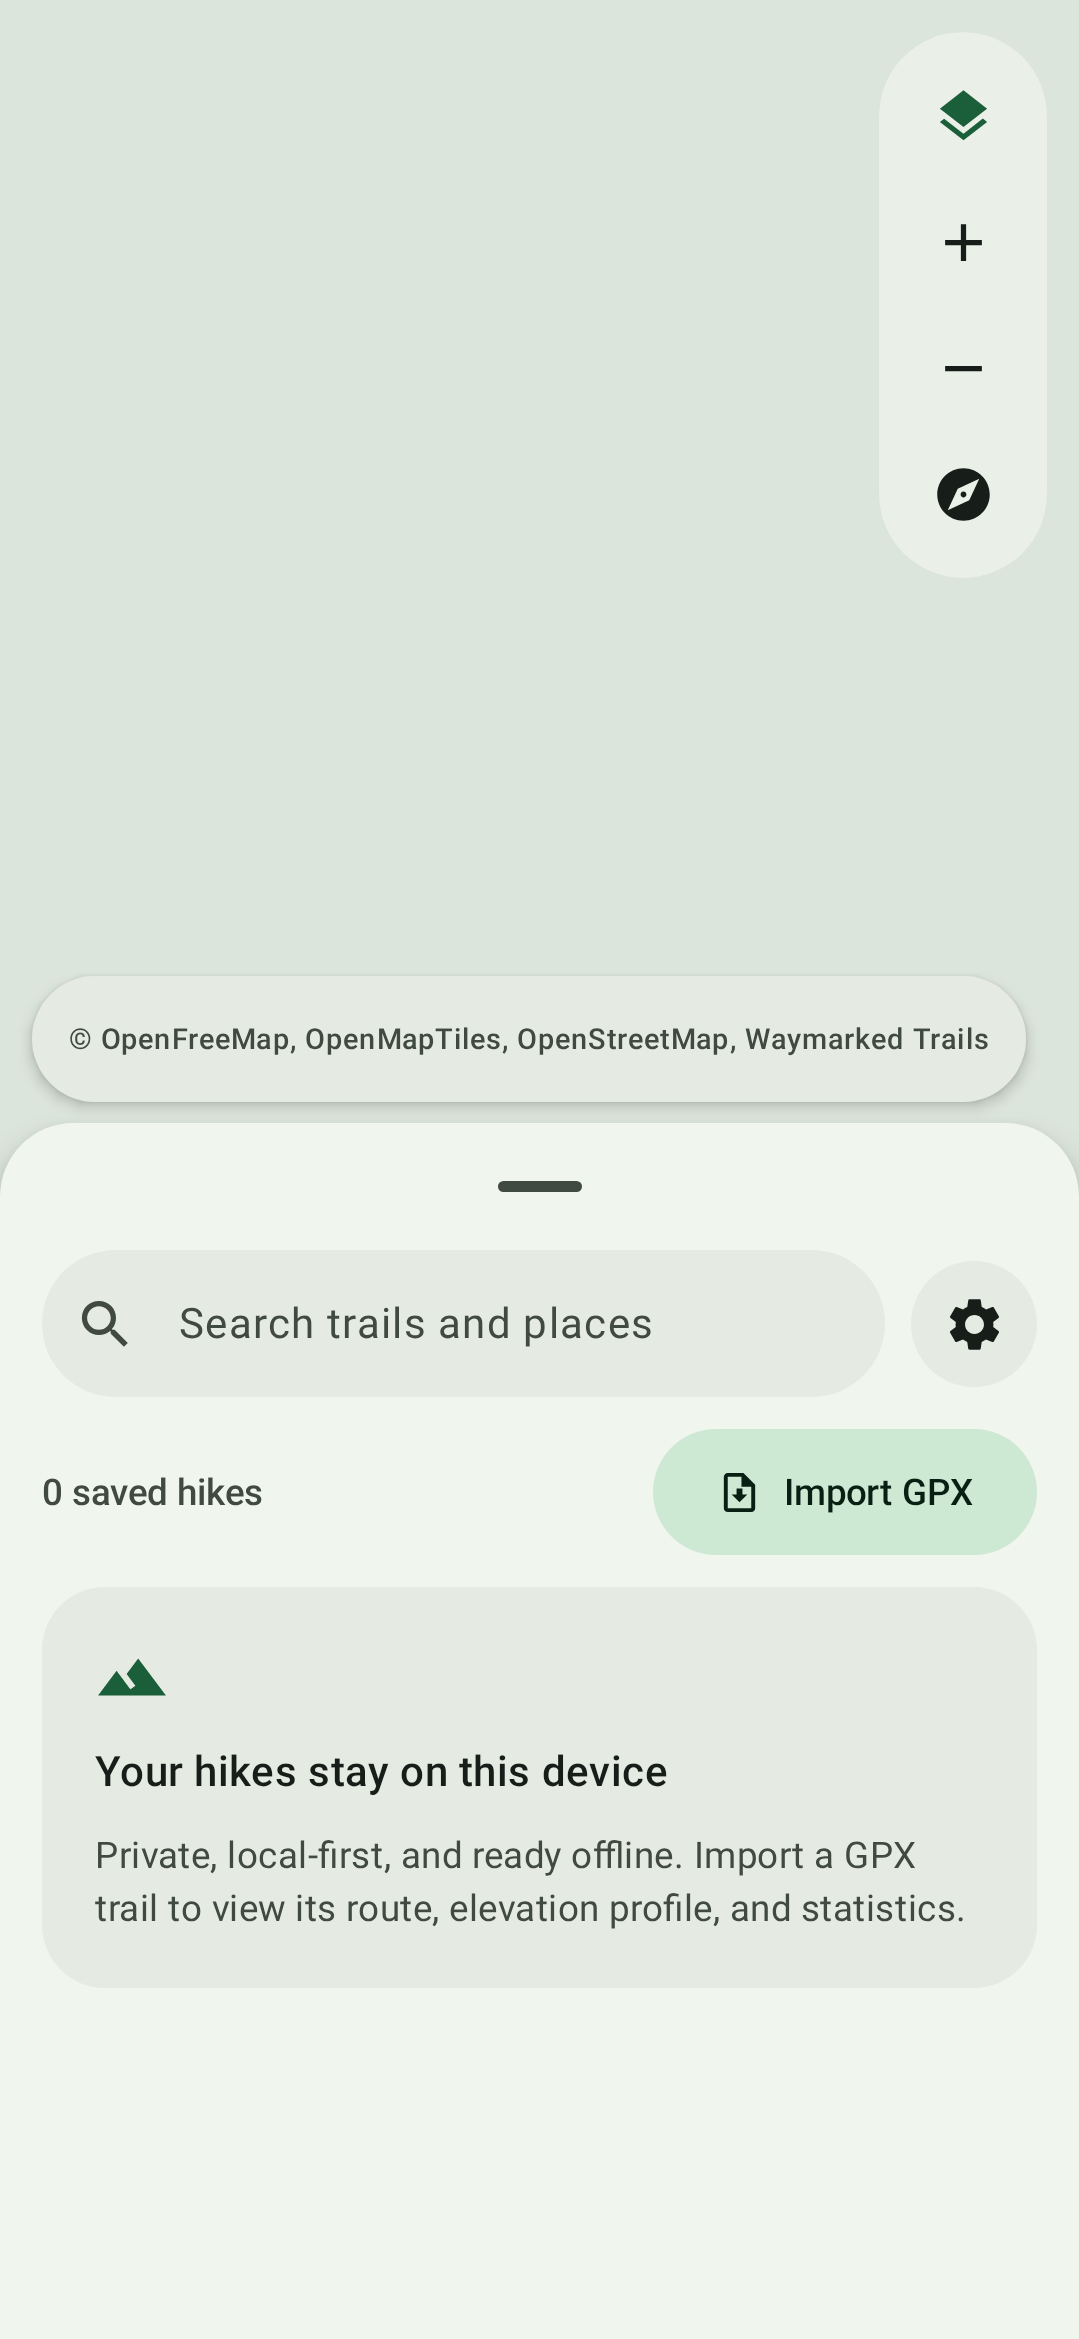 © OpenFreeMap, OpenMapTiles, OpenStreetMap, Waymarked Trails
Search trails and places
0 saved hikes
Import GPX
Your hikes stay on this device
Private, local-first, and ready offline. Import a GPX
trail to view its route, elevation profile, and statistics.